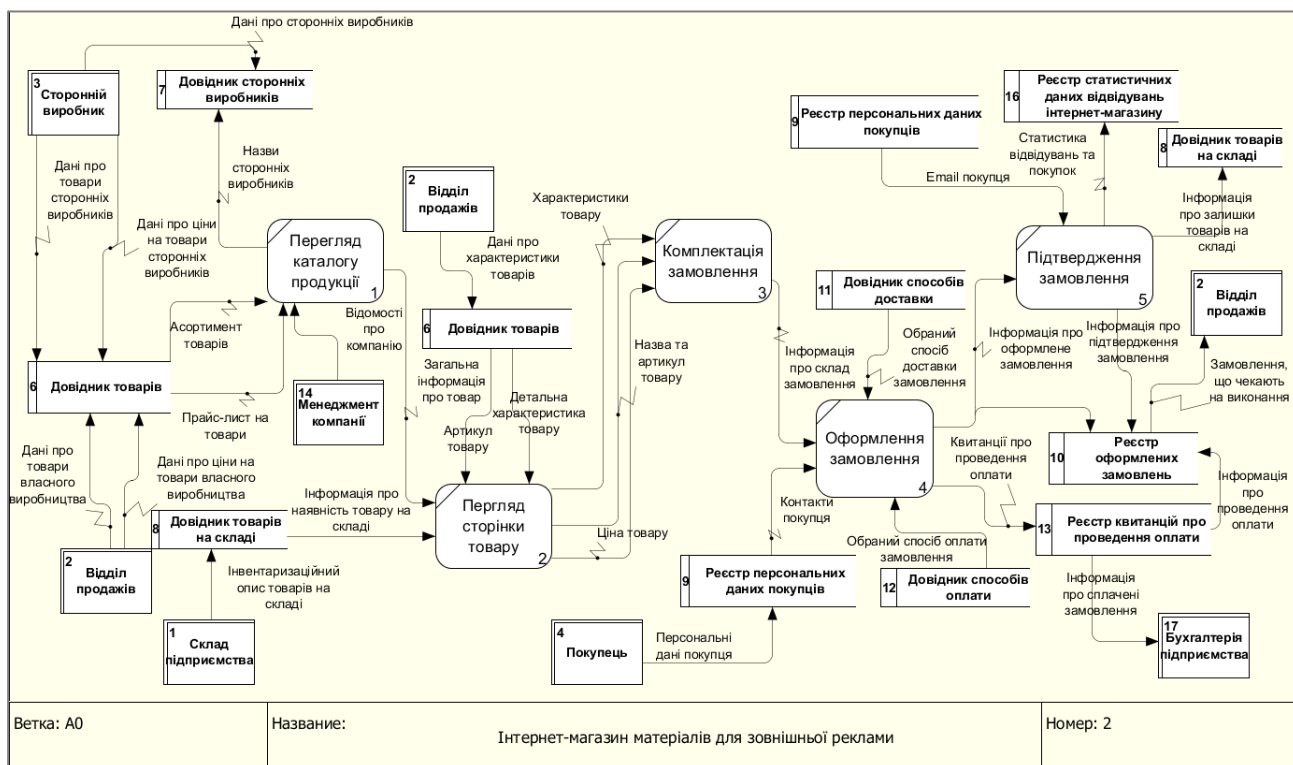 Дані про сторонніх виробників
3
Сторонній
виробник
7
Довідник сторонніх
виробників
Дані про
товари
сторонніх
виробників
Назви
сторонніх
виробників
Дані про ціни
на товари
сторонніх
виробників
Перегляд
каталогу
продукції
1
Асортимент
товарів
6
Довідник товарів
Прайс-лист на
товари
14
Менеджмент
компанії
Відомості
про
компанію
Дані про
товари
власного
виробництва
Дані про ціни на
товари власного
виробництва
2
Відділ
продажів
8
Довідник товарів
на складі
Інформація про
наявність товару на
складі
Інвентаризаційний
опис товарів на
складі
1
Склад
підприємства
2
Відділ
продажів
Дані про
характеристики
товарів
6
Довідник товарів
Загальна
інформація
про товар
Артикул
товару
Детальна
характеристика
товару
Пергляд
сторінки
товару
2
Характеристики
товару
Назва та
артикул
товару
Ціна товару
Комплектація
замовлення
3
Інформація
про склад
замовлення
9
Реєстр персональних даних
покупців
Email покупця
16
Реєстр статистичних
даних відвідувань
інтернет-магазину
Статистика
відвідувань та
покупок
8
Довідник товарів
на складі
Інформація
про залишки
товарів на
складі
Підтвердження
замовлення
5
11
Довідник способів
доставки
Обраний
спосіб
доставки
замовлення
Інформація про
оформлене
замовлення
Інформація про
підтвердження
замовлення
2
Відділ
продажів
Замовлення,
що чекають
на виконання
Оформлення
замовлення
4
Квитанції про
проведення
оплати
10
Реєстр
оформлених
замовлень
Інформація
про
проведення
оплати
13
Реєстр квитанцій про
проведення оплати
Контакти
покупця
Обраний спосіб оплати
замовлення
9
Реєстр персональних
даних покупців
12
Довідник способів
оплати
Інформація
про сплачені
замовлення
4
Покупець
Персональні
дані покупця
17
Бухгалтерія
підприємства
Ветка: A0
Название:
Інтернет-магазин матеріалів для зовнішньої реклами
Номер: 2